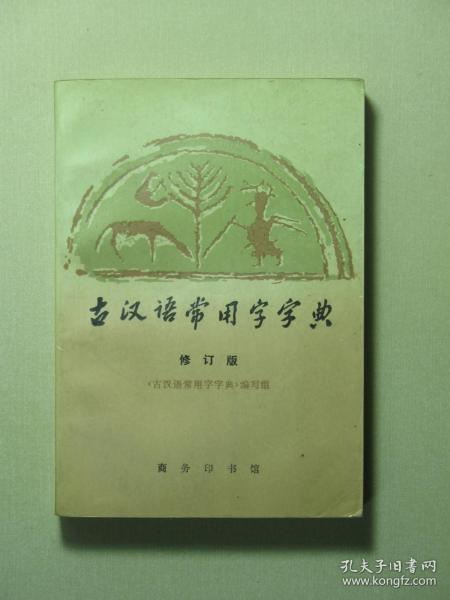 古汉语常用字字典
修订版
《古汉语常用字字典》编写组
商务印书馆
孔夫子旧书网
www.kongfz.com